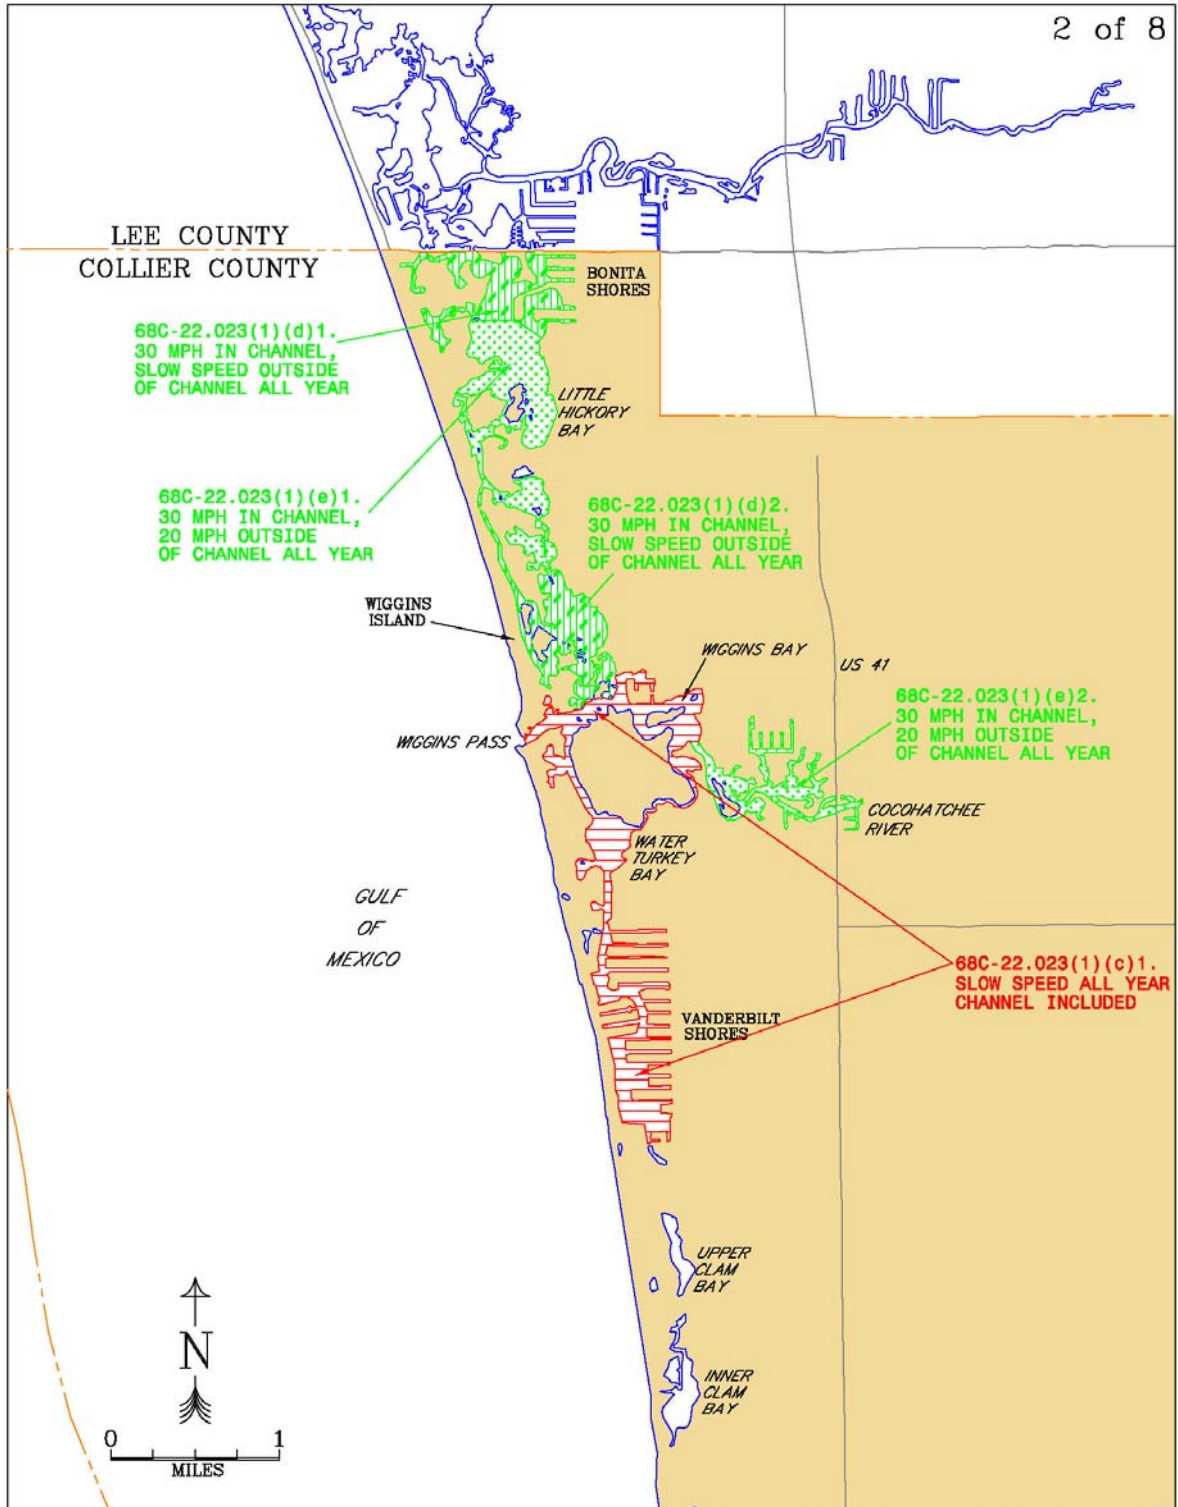 2 of 8
LEE COUNTY
COLLIER COUNTY
BONITA
SHORES
68C-22.023(1)(d)1.
30 MPH IN CHANNEL,
SLOW SPEED OUTSIDE
OF CHANNEL ALL YEAR
LITTLE
HICKORY
BAY
68C-22.023(1)(e)1.
30 MPH IN CHANNEL,
20 MPH OUTSIDE
OF CHANNEL ALL YEAR
68C-22.023(1)(d)2.
30 MPH IN CHANNEL,
SLOW SPEED OUTSIDE
OF CHANNEL ALL YEAR
WIGGINS
ISLAND
WIGGINS BAY
US 41
68C-22.023(1)(e)2.
30 MPH IN CHANNEL,
20 MPH OUTSIDE
OF CHANNEL ALL YEAR
WIGGINS PASS
COCOHATCHEE
RIVER
WATER
TURKEY
BAY
GULF
OF
MEXICO
68C-22.023(1)(c)1.
SLOW SPEED ALL YEAR
CHANNEL INCLUDED
VANDERBILT
SHORES
UPPER
CLAM
BAY
INNER
CLAM
BAY
N
0 1
MILES